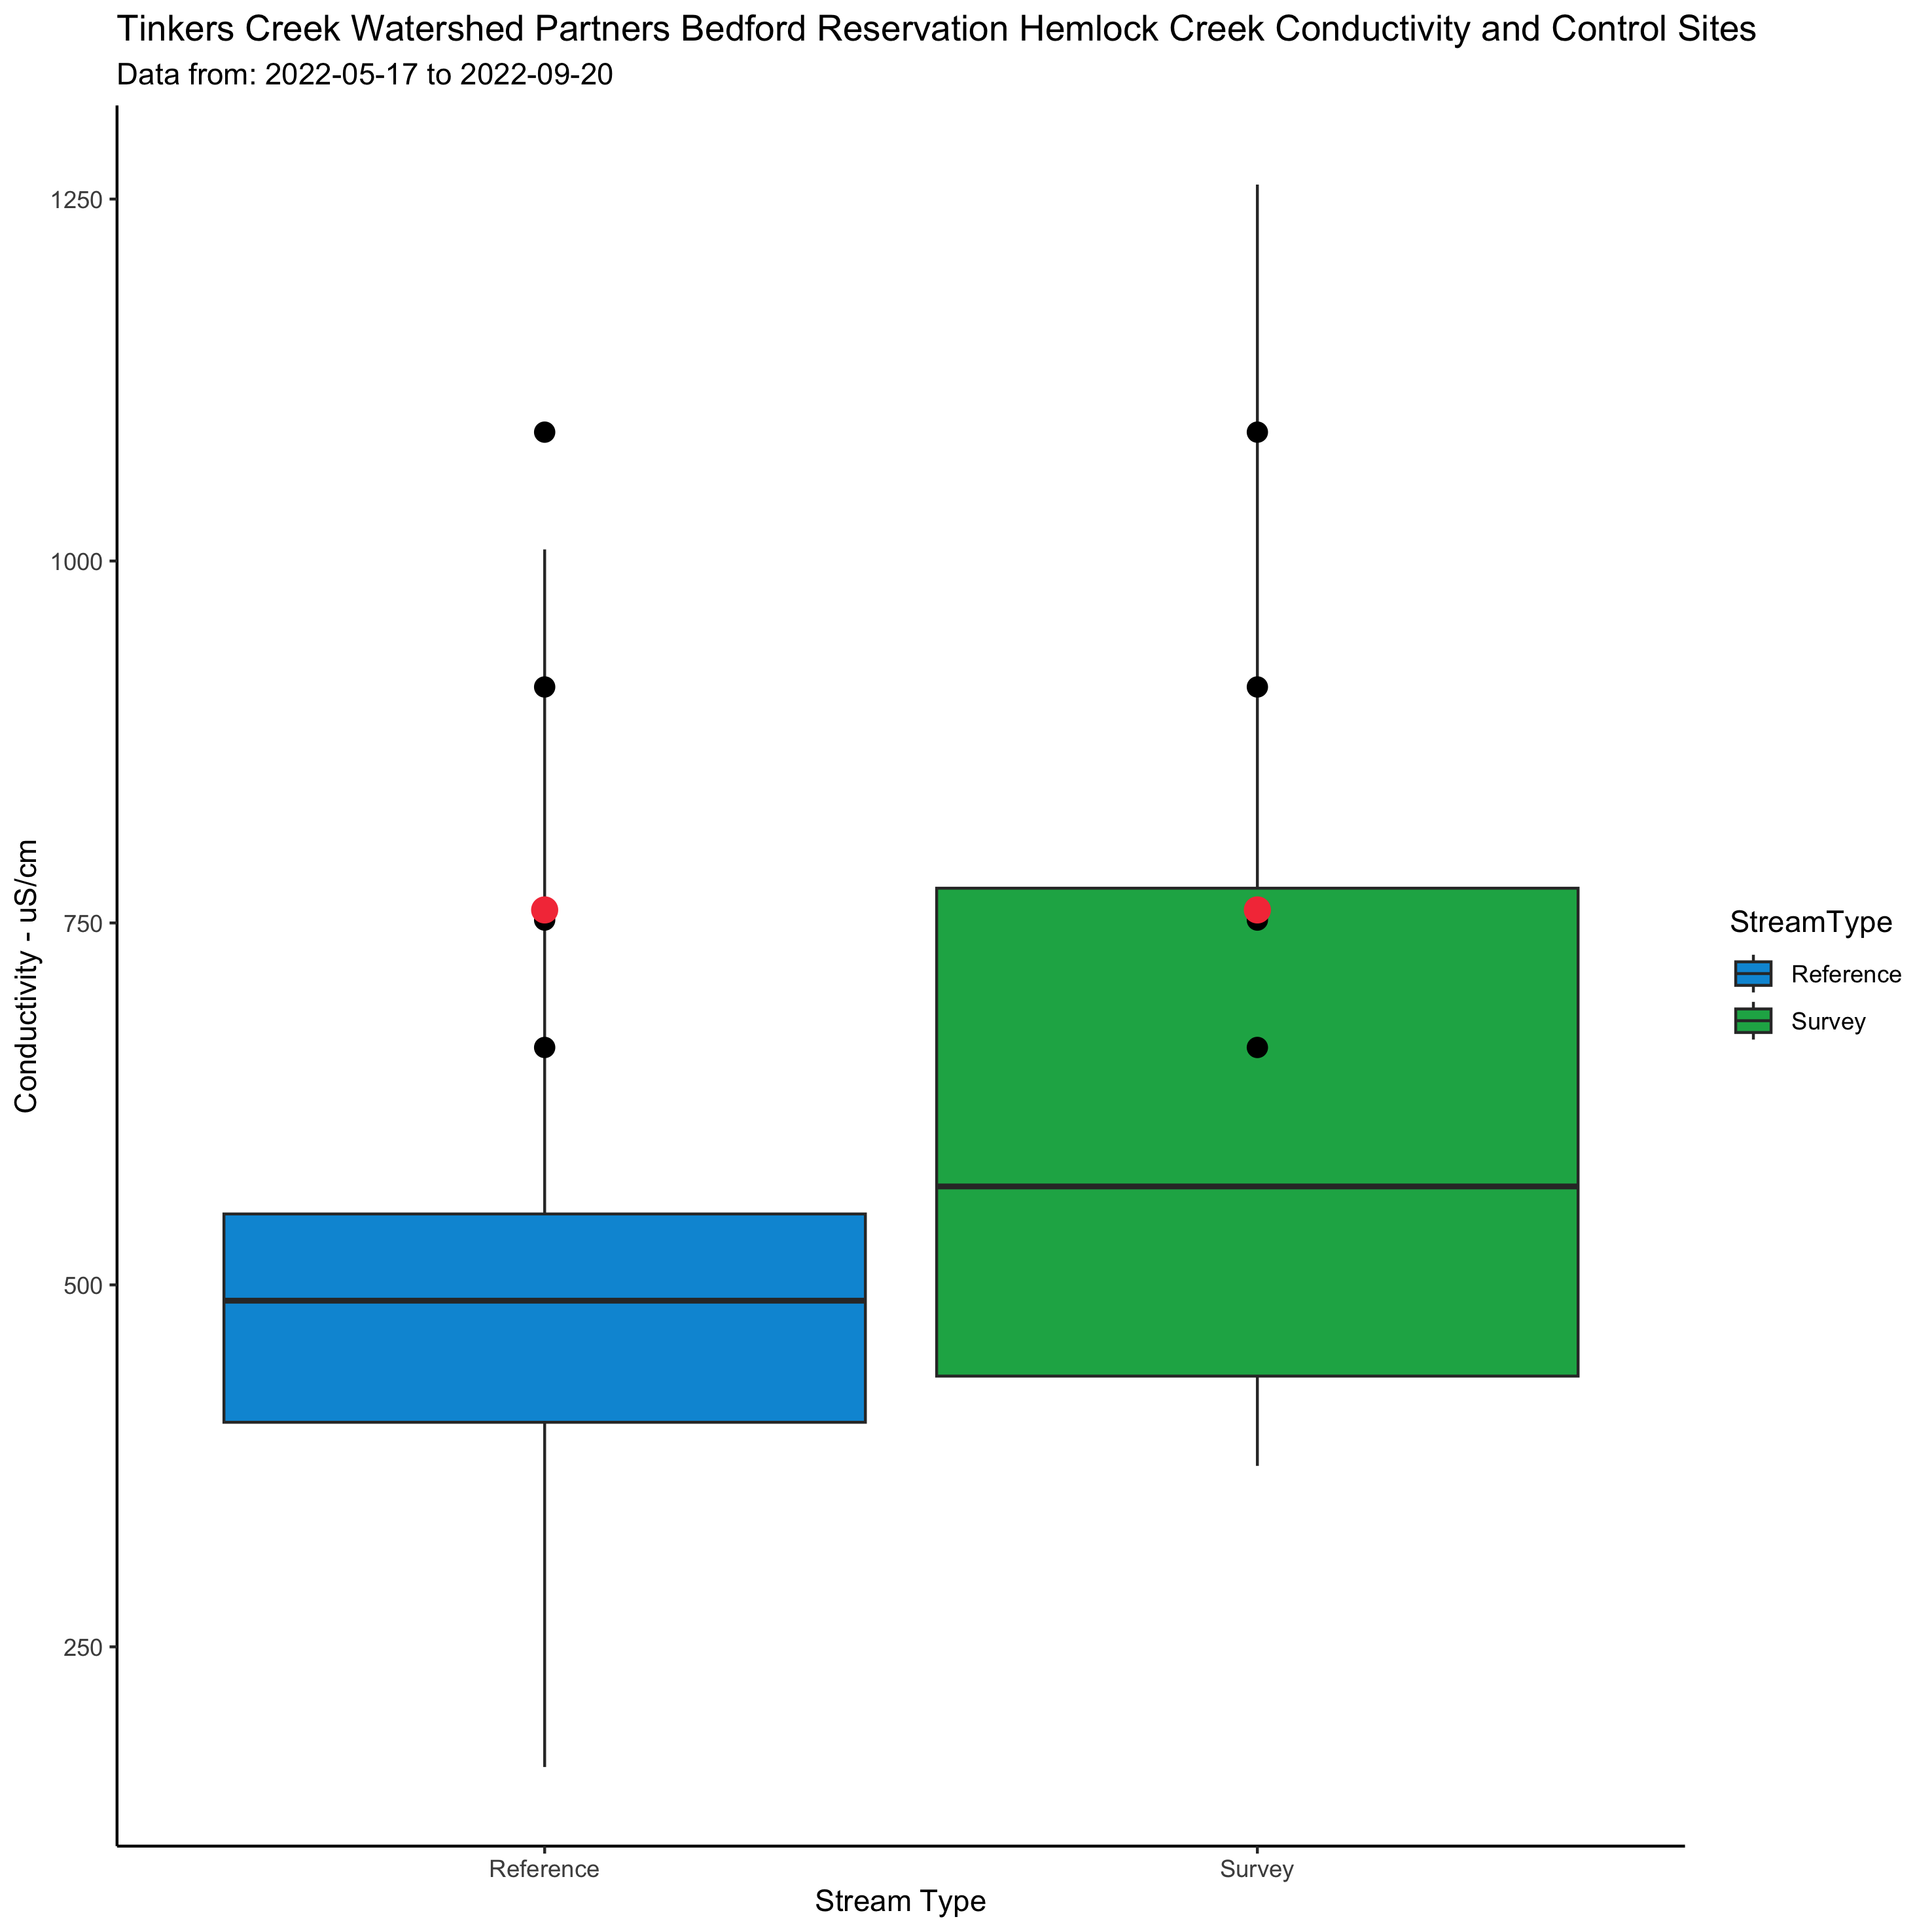 Tinkers Creek Watershed Partners Bedford Reservation Hemlock Creek Conductivity and Control Sites
Data from: 2022-05-17 to 2022-09-20
Conductivity - uS/cm
1250
1000
750
500
250
Reference
Survey
Stream Type
StreamType
Reference
Survey